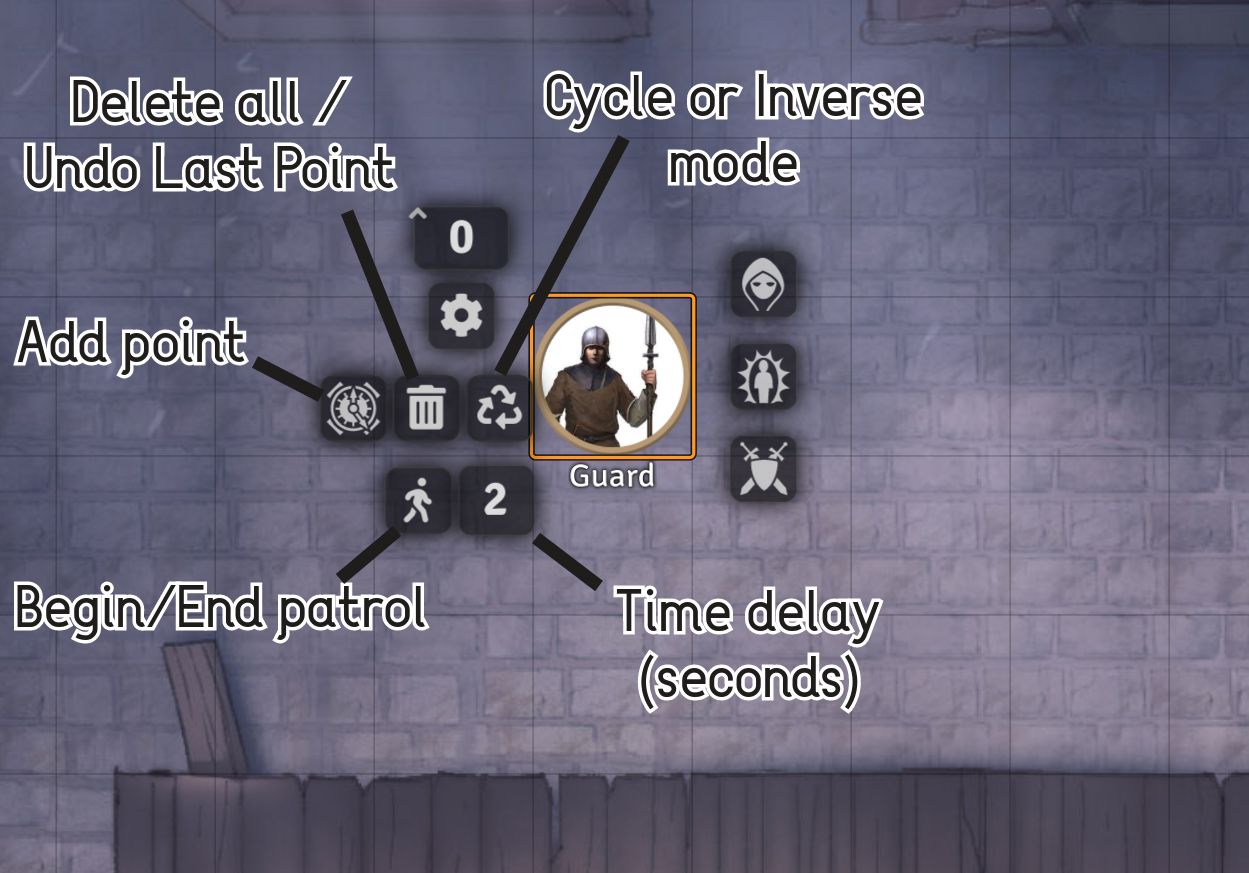 Delete all /
Undo Last Point
Cycle or Inverse
mode
0
Add point
Guard
2
Begin/End patrol
Time delay
(seconds)